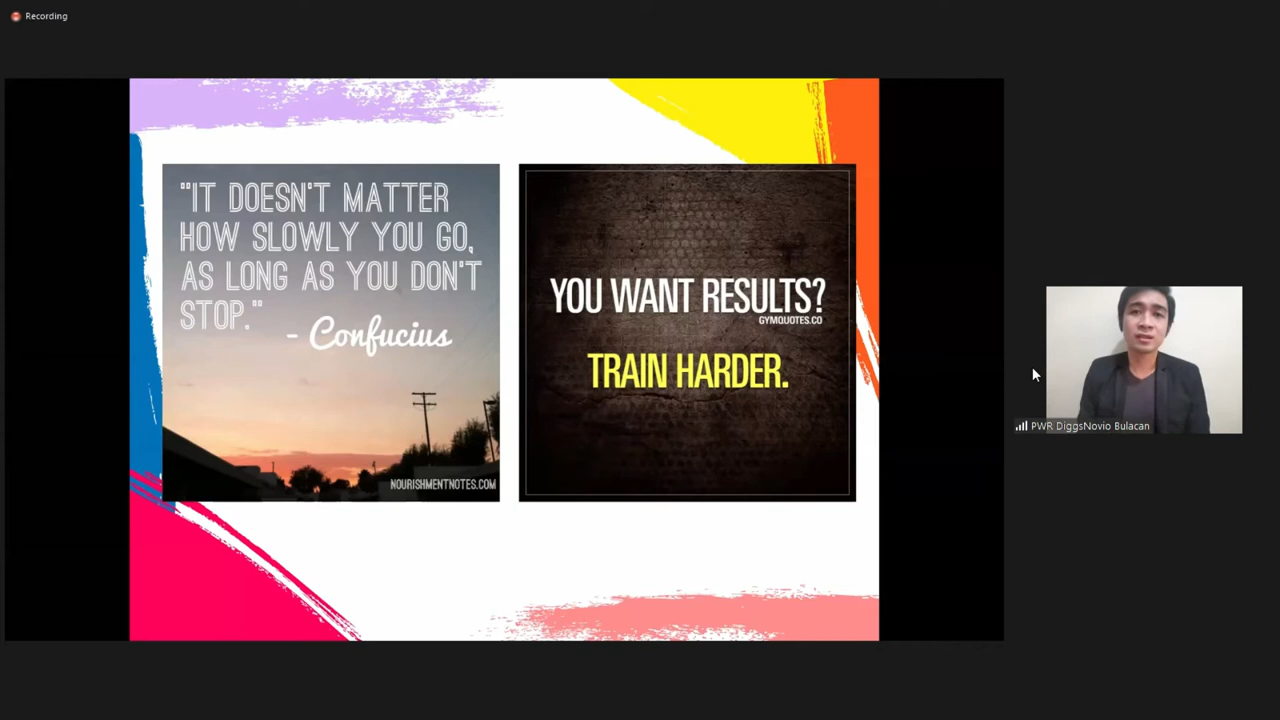 Recording
"IT DOESN'T MATTER
HOW SLOWLY YOU GO,
AS LONG AS YOU DON'T
STOP."
- Confucius
NOURISHMENTNOTES.COM
YOU WANT RESULTS?
GYMQUOTES.CO
TRAIN HARDER.
PWR DiggsNovio Bulacan